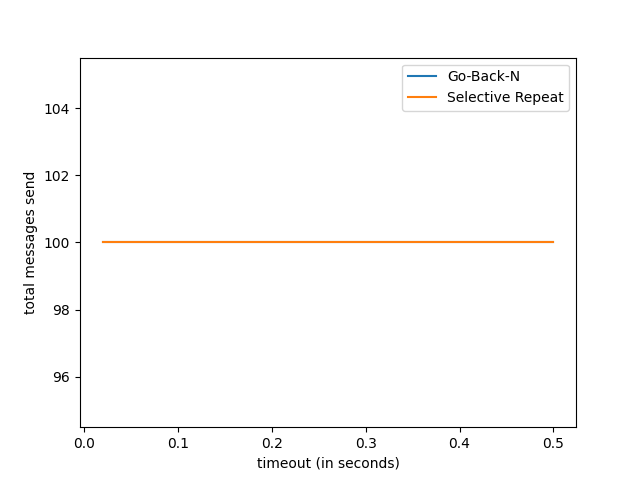 Go-Back-N
Selective Repeat
104
102
100
98
96
total messages send
0.0 0.1 0.2 0.3 0.4 0.5
timeout (in seconds)